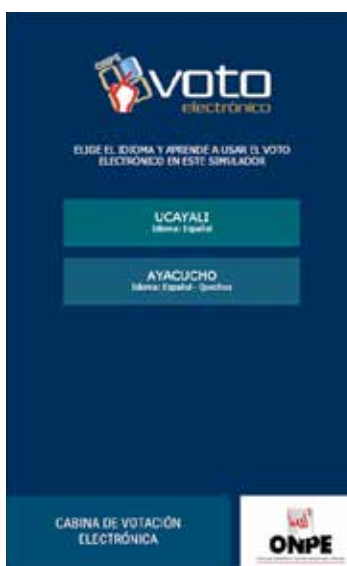 ONPE
voto
electrónico
ELIGE EL IDIOMA Y APRENDE A USAR EL VOTO
ELECTRÓNICO EN ESTE SIMULADOR
UCAYALI
Idioma: Español
AYACUCHO
Idioma: Español - Quechua
CABINA DE VOTACIÓN
ELECTRÓNICA
ONPE